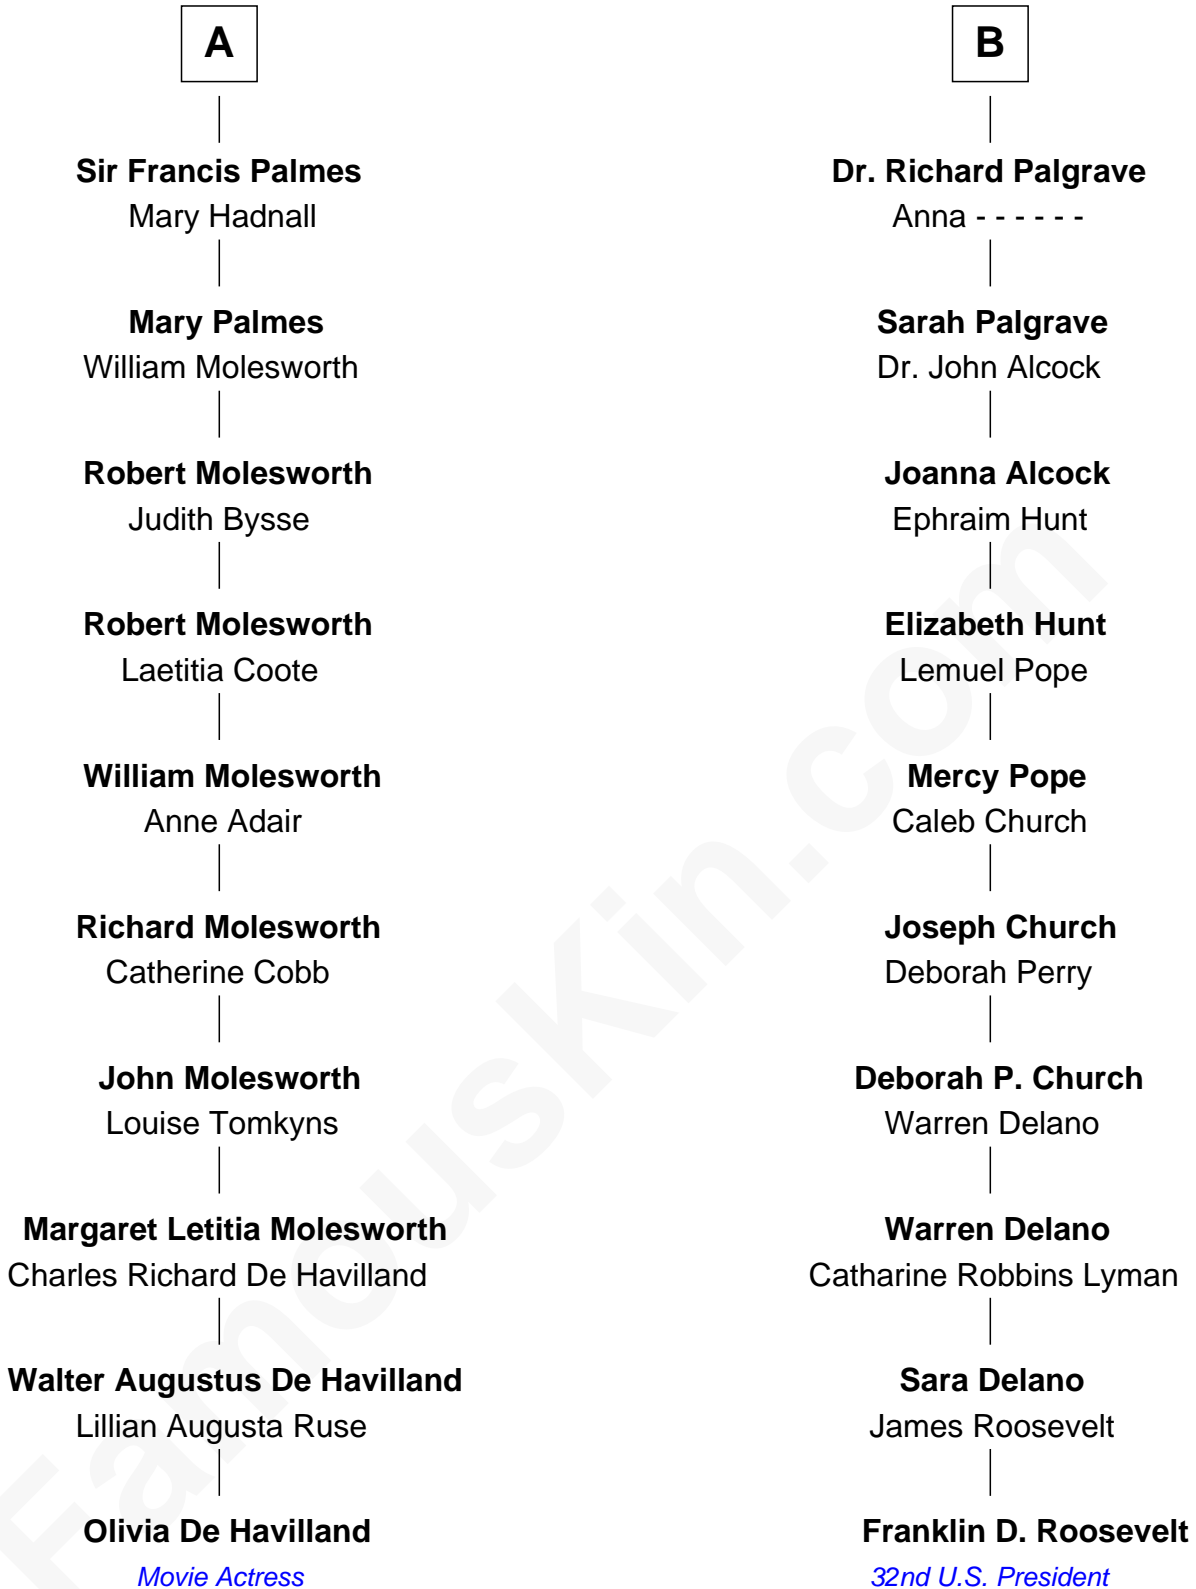 A
Sir Francis Palmes
Mary Hadnall
Mary Palmes
William Molesworth
Robert Molesworth
Judith Bysse
Robert Molesworth
Laetitia Coote
William Molesworth
Anne Adair
Richard Molesworth
Catherine Cobb
John Molesworth
Louise Tomkyns
Margaret Letitia Molesworth
Charles Richard De Havilland
Walter Augustus De Havilland
Lillian Augusta Ruse
Olivia De Havilland
Movie Actress
B
Dr. Richard Palgrave
Anna - - - - - -
Sarah Palgrave
Dr. John Alcock
Joanna Alcock
Ephraim Hunt
Elizabeth Hunt
Lemuel Pope
Mercy Pope
Caleb Church
Joseph Church
Deborah Perry
Deborah P. Church
Warren Delano
Warren Delano
Catharine Robbins Lyman
Sara Delano
James Roosevelt
Franklin D. Roosevelt
32nd U.S. President
FamousKin.com